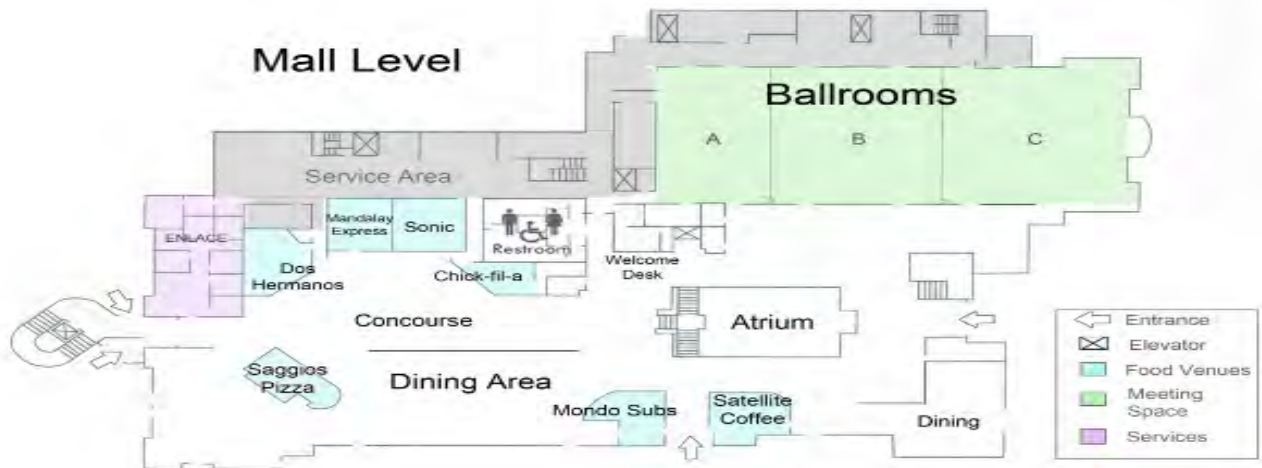 Mall Level
Ballrooms
A
B
C
Service Area
ENLACE
Mandalay
Express
Sonic
Restroom
Welcome
Desk
Dos
Hermanos
Chick-fil-a
Concourse
Atrium
Saggios
Pizza
Dining Area
Mondo Subs
Satellite
Coffee
Dining
Entrance
Elevator
Food Venues
Meeting
Space
Services